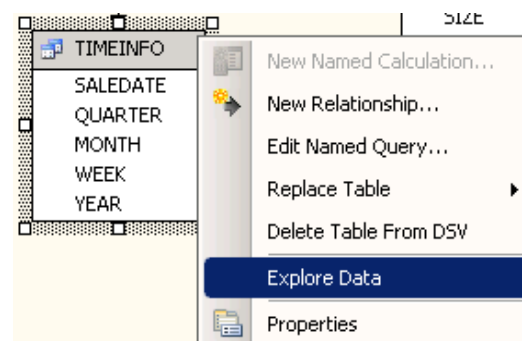 SIZE
TIMEINFO
SALEDATE
QUARTER
MONTH
WEEK
YEAR
New Named Calculation...
New Relationship...
Edit Named Query...
Replace Table
Delete Table From DSV
Explore Data
Properties